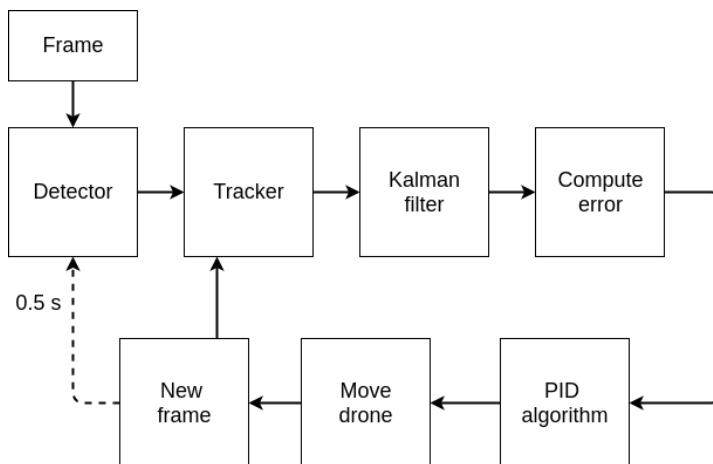 Frame
Detector
Tracker
Kalman
filter
Compute
error
0.5 s
New
frame
Move
drone
PID
algorithm